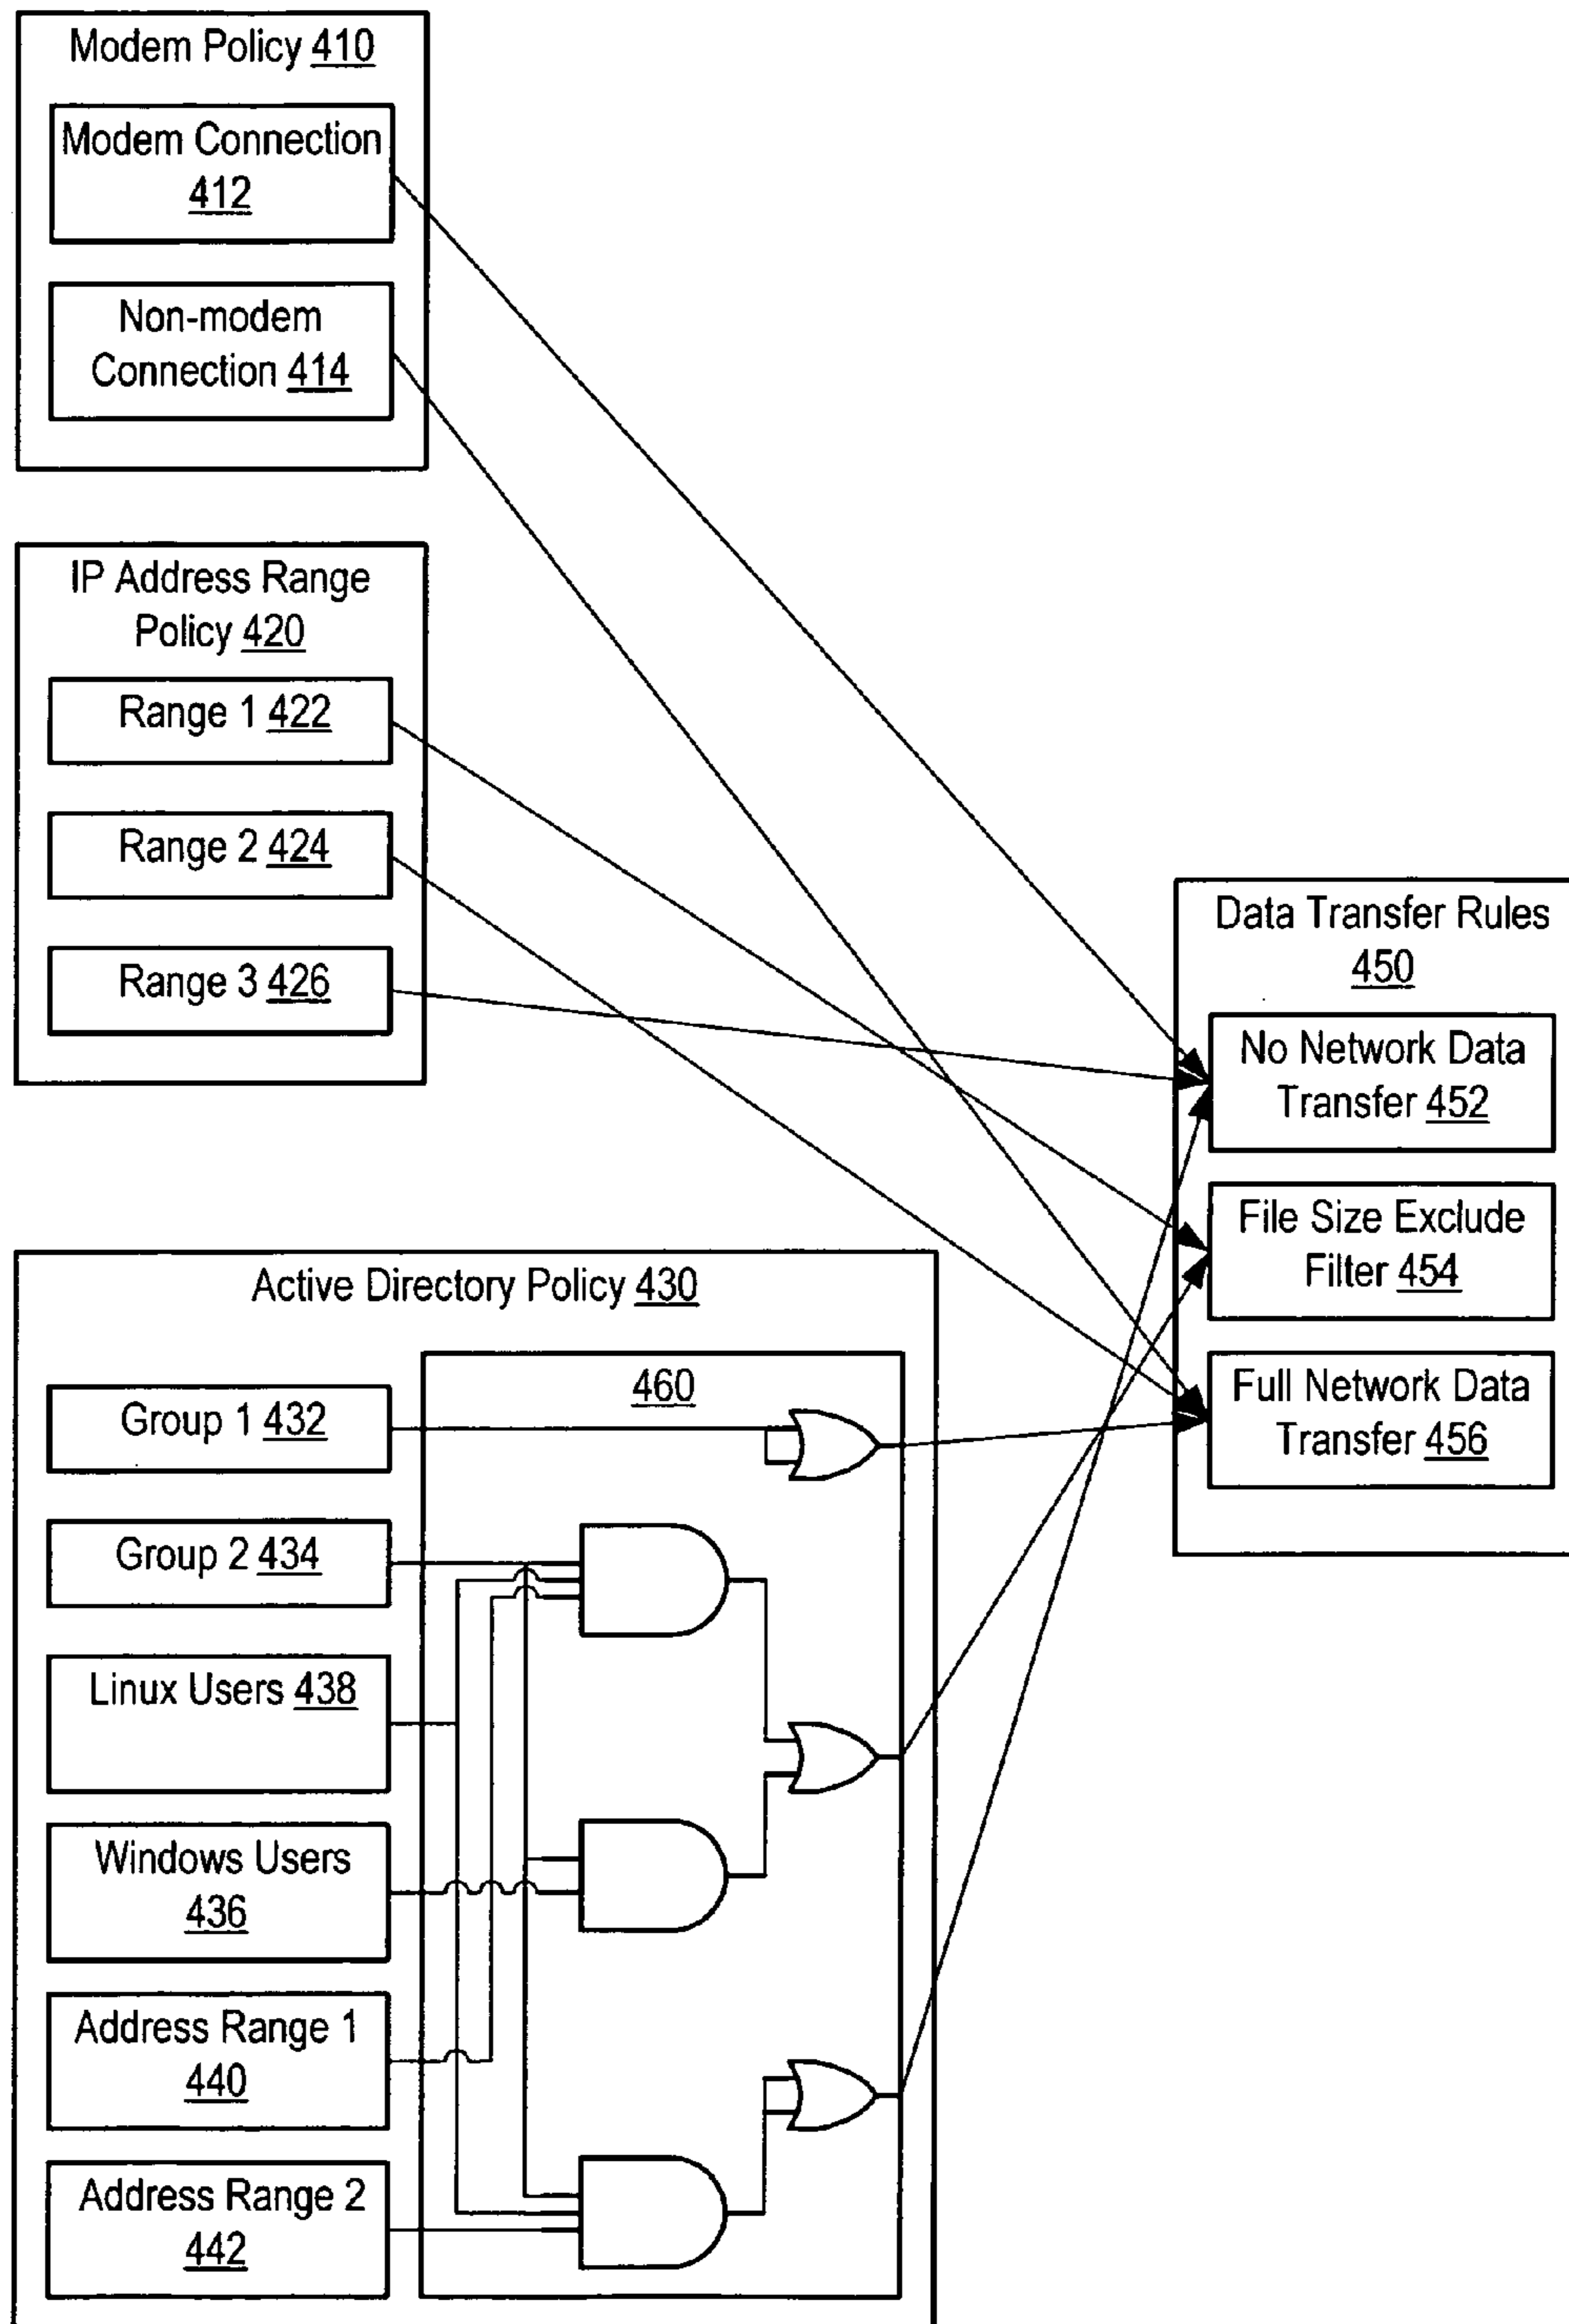 Modem Policy 410
Modem Connection
412
Non-modem
Connection 414
IP Address Range
Policy 420
Range 1 422
Range 2 424
Range 3 426
Data Transfer Rules
450
No Network Data
Transfer 452
File Size Exclude
Filter 454
Full Network Data
Transfer 456
Active Directory Policy 430
460
Group 1 432
Group 2 434
Linux Users 438
Windows Users
436
Address Range 1
440
Address Range 2
442